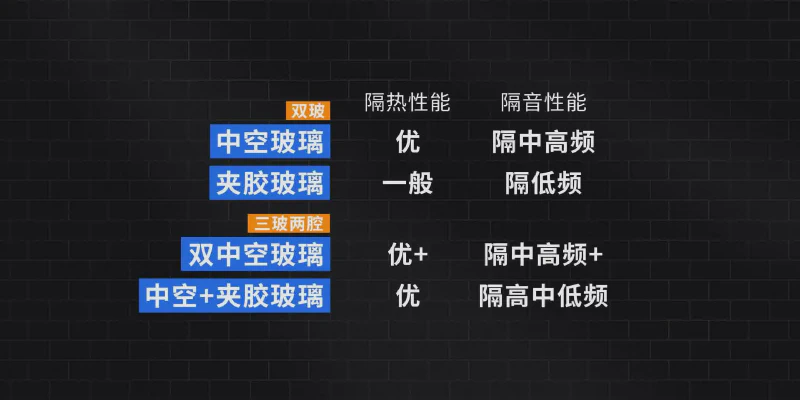 隔热性能 隔音性能
双玻
中空玻璃 优 隔中高频
夹胶玻璃 一般 隔低频
三玻两腔
双中空玻璃 优+ 隔中高频+
中空+夹胶玻璃 优 隔高中低频